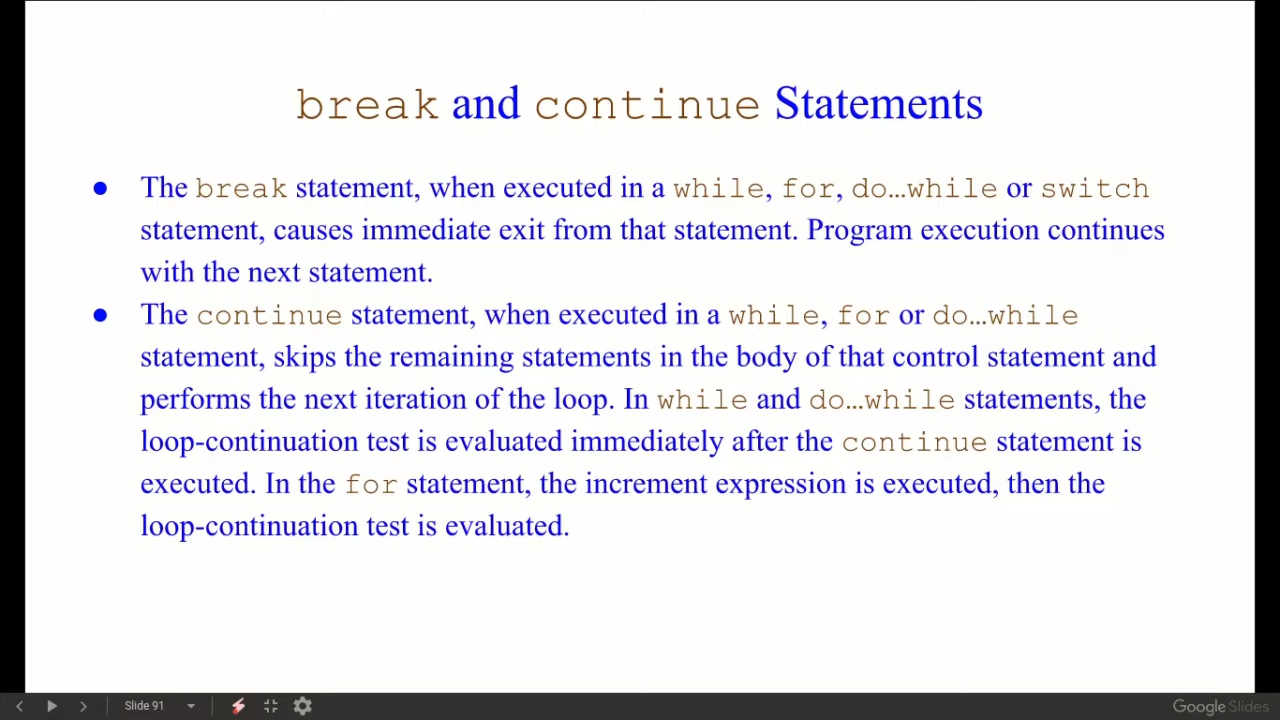 break and continue Statements
● The break statement, when executed in a while, for, do…while or switch
statement, causes immediate exit from that statement. Program execution continues
with the next statement.
● The continue statement, when executed in a while, for or do…while
statement, skips the remaining statements in the body of that control statement and
performs the next iteration of the loop. In while and do…while statements, the
loop-continuation test is evaluated immediately after the continue statement is
executed. In the for statement, the increment expression is executed, then the
loop-continuation test is evaluated.
Slide 91
Google Slides